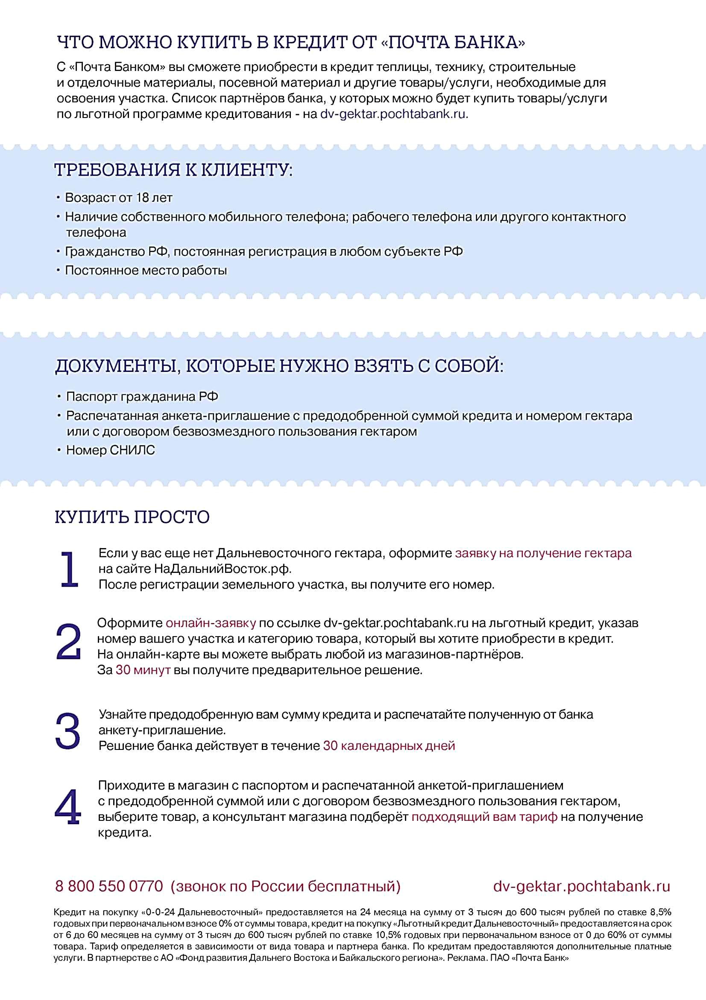 ЧТО МОЖНО КУПИТЬ В КРЕДИТ ОТ «ПОЧТА БАНКА»
С «Почта Банком» вы сможете приобрести в кредит теплицы, технику, строительные
и отделочные материалы, посевной материал и другие товары/услуги, необходимые для
освоения участка. Список партнёров банка, у которых можно будет купить товары/услуги
по льготной программе кредитования - на dv-gektar.pochtabank.ru.
ТРЕБОВАНИЯ К КЛИЕНТУ:
• Возраст от 18 лет
• Наличие собственного мобильного телефона; рабочего телефона или другого контактного
телефона
• Гражданство РФ, постоянная регистрация в любом субъекте РФ
• Постоянное место работы
ДОКУМЕНТЫ, КОТОРЫЕ НУЖНО ВЗЯТЬ С СОБОЙ:
• Паспорт гражданина РФ
• Распечатанная анкета-приглашение с предодобренной суммой кредита и номером гектара
или с договором безвозмездного пользования гектаром
• Номер СНИЛС
КУПИТЬ ПРОСТО
1
Если у вас еще нет Дальневосточного гектара, оформите заявку на получение гектара
на сайте НаДальнийВосток.рф.
После регистрации земельного участка, вы получите его номер.
2
Оформите онлайн-заявку по ссылке dv-gektar.pochtabank.ru на льготный кредит, указав
номер вашего участка и категорию товара, который вы хотите приобрести в кредит.
На онлайн-карте вы можете выбрать любой из магазинов-партнёров.
За 30 минут вы получите предварительное решение.
3
Узнайте предодобренную вам сумму кредита и распечатайте полученную от банка
анкету-приглашение.
Решение банка действует в течение 30 календарных дней
4
Приходите в магазин с паспортом и распечатанной анкетой-приглашением
с предодобренной суммой или с договором безвозмездного пользования гектаром,
выберите товар, а консультант магазина подберёт подходящий вам тариф на получение
кредита.
8 800 550 0770 (звонок по России бесплатный)
dv-gektar.pochtabank.ru
Кредит на покупку «0-0-24 Дальневосточный» предоставляется на 24 месяца на сумму от 3 тысяч до 600 тысяч рублей по ставке 8,5%
годовых при первоначальном взносе 0% от суммы товара, кредит на покупку «Льготный кредит Дальневосточный» предоставляется на срок
от 6 до 60 месяцев на сумму от 3 тысяч до 600 тысяч рублей по ставке 10,5% годовых при первоначальном взносе от 0 до 60% от суммы
товара. Тариф определяется в зависимости от вида товара и партнера банка. По кредитам предоставляются дополнительные платные
услуги. В партнерстве с АО «Фонд развития Дальнего Востока и Байкальского региона». Реклама. ПАО «Почта Банк»